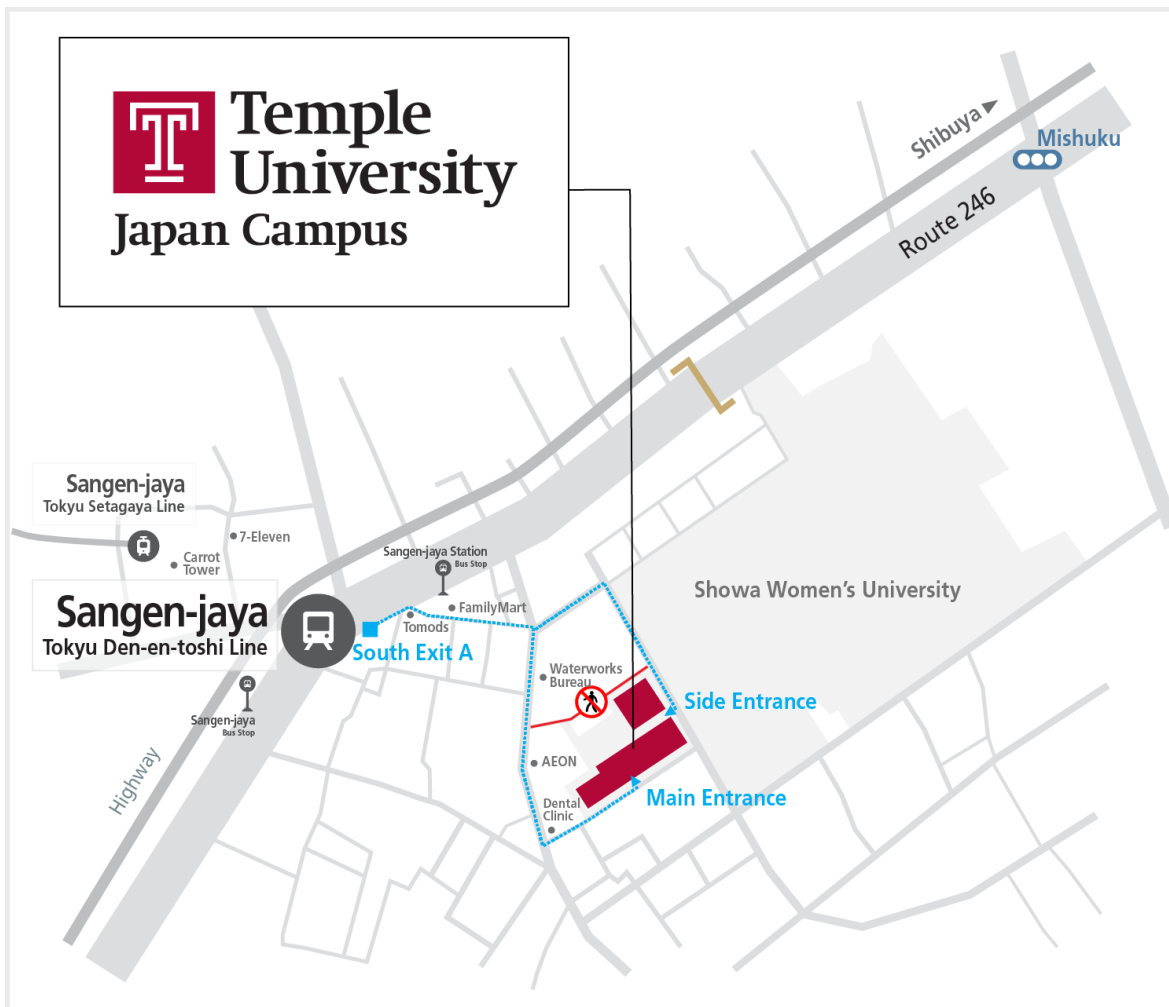 Temple
University
Japan Campus
Shibuya
Mishuku
Route 246
Sangen-jaya
Tokyu Setagaya Line
7-Eleven
Carrot
Tower
Sangen-jaya Station
Bus Stop
Sangen-jaya
Tokyu Den-en-toshi Line
FamilyMart
Tomods
South Exit A
Showa Women's University
Waterworks
Bureau
Side Entrance
Sangen-jaya
Bus Stop
AEON
Highway
Main Entrance
Dental
Clinic